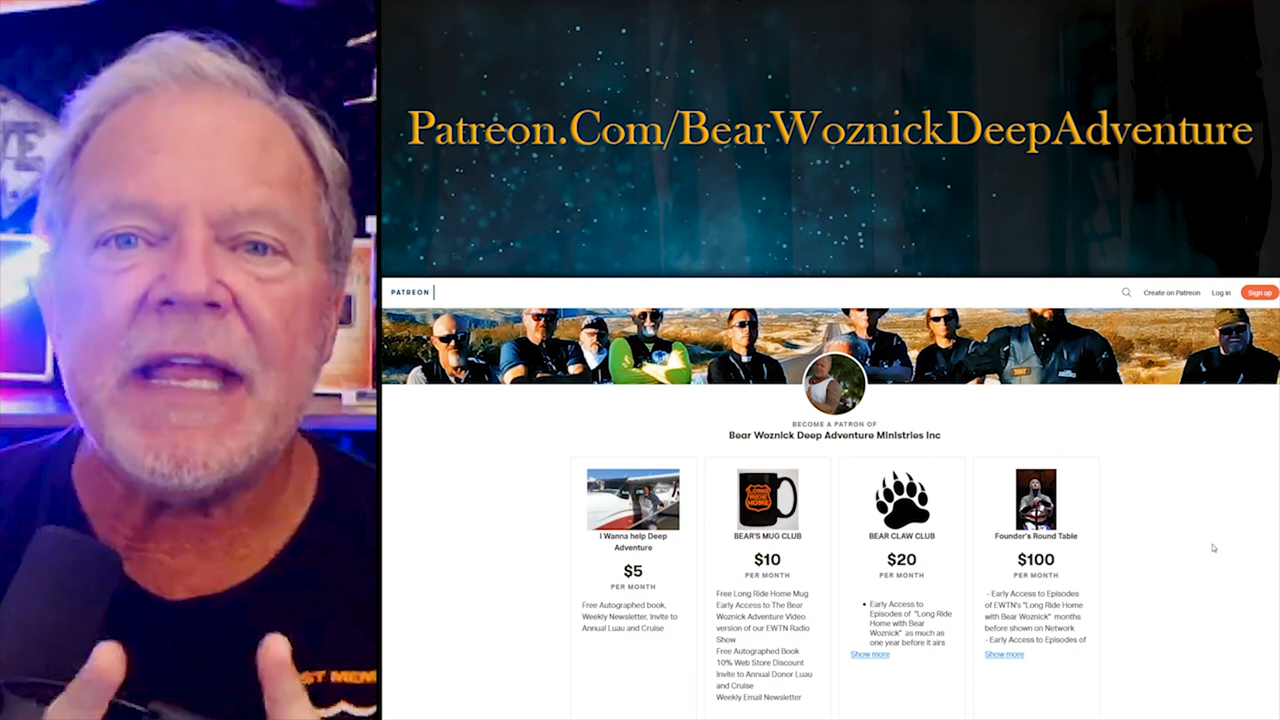 Patreon.Com/BearWoznickDeepAdventure
PATREON
Create on Patreon
Log in
Sign up
BECOME A PATRON OF
Bear Woznick Deep Adventure Ministries Inc
I Wanna help Deep
Adventure
$5
PER MONTH
Free Autographed book,
Weekly Newsletter, Invite to
Annual Luau and Cruise
LONG
RIDE
HOME
BEAR'S MUG CLUB
$10
PER MONTH
Free Long Ride Home Mug
Early Access to The Bear
Woznick Adventure Video
version of our EWTN Radio
Show
Free Autographed Book
10% Web Store Discount
Invite to Annual Donor Luau
and Cruise
Weekly Email Newsletter
BEAR CLAW CLUB
$20
PER MONTH
• Early Access to
Episodes of "Long Ride
Home with Bear
Woznick" as much as
one year before it airs
Show more
Founder's Round Table
$100
PER MONTH
- Early Access to Episodes
of EWTN's "Long Ride Home
with Bear Woznick" months
before shown on Network
- Early Access to Episodes of
Show more